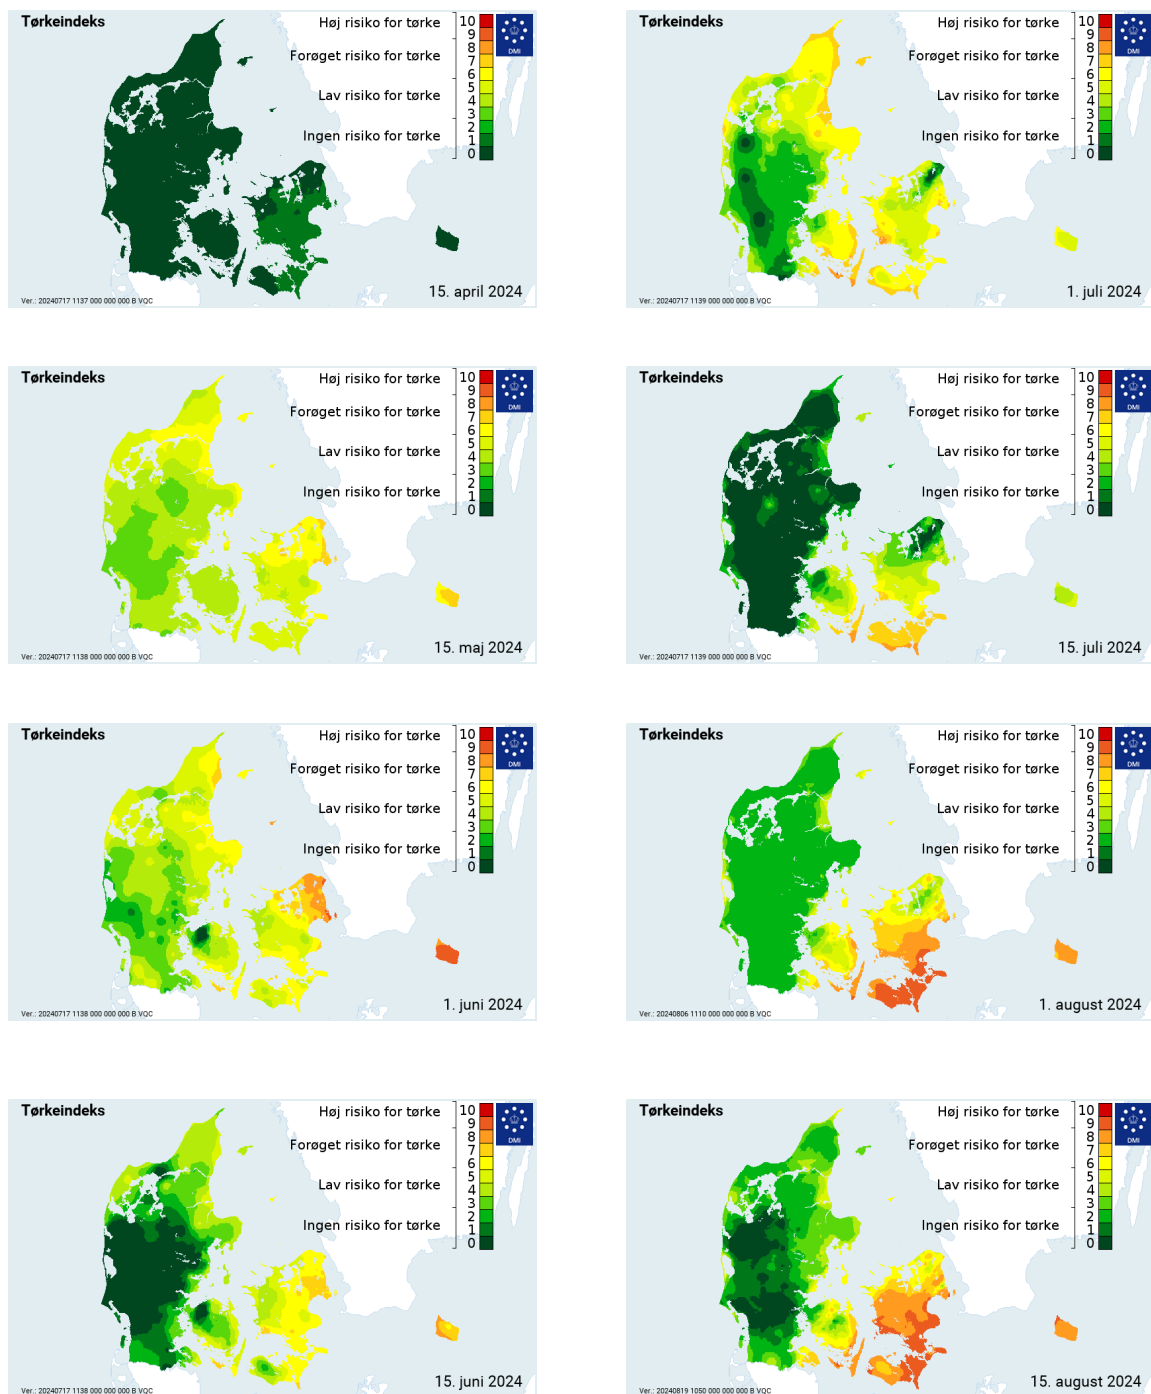 Tørkeindeks
Høj risiko for tørke
Forøget risiko for tørke
Lav risiko for tørke
Ingen risiko for tørke
10
9
8
7
6
5
4
3
2
1
0
DMI
15. april 2024
Ver.: 20240717 1137 000 000 000 B VQC
Tørkeindeks
Høj risiko for tørke
Forøget risiko for tørke
Lav risiko for tørke
Ingen risiko for tørke
10
9
8
7
6
5
4
3
2
1
0
DMI
1. juli 2024
Ver.: 20240717 1139 000 000 000 B VQC
Tørkeindeks
Høj risiko for tørke
Forøget risiko for tørke
Lav risiko for tørke
Ingen risiko for tørke
10
9
8
7
6
5
4
3
2
1
0
DMI
15. maj 2024
Ver.: 20240717 1138 000 000 000 B VQC
Tørkeindeks
Høj risiko for tørke
Forøget risiko for tørke
Lav risiko for tørke
Ingen risiko for tørke
10
9
8
7
6
5
4
3
2
1
0
DMI
15. juli 2024
Ver.: 20240717 1139 000 000 000 B VQC
Tørkeindeks
Høj risiko for tørke
Forøget risiko for tørke
Lav risiko for tørke
Ingen risiko for tørke
10
9
8
7
6
5
4
3
2
1
0
DMI
1. juni 2024
Ver.: 20240717 1138 000 000 000 B VQC
Tørkeindeks
Høj risiko for tørke
Forøget risiko for tørke
Lav risiko for tørke
Ingen risiko for tørke
10
9
8
7
6
5
4
3
2
1
0
DMI
1. august 2024
Ver.: 20240806 1110 000 000 000 B VQC
Tørkeindeks
Høj risiko for tørke
Forøget risiko for tørke
Lav risiko for tørke
Ingen risiko for tørke
10
9
8
7
6
5
4
3
2
1
0
DMI
15. juni 2024
Ver.: 20240717 1138 000 000 000 B VQC
Tørkeindeks
Høj risiko for tørke
Forøget risiko for tørke
Lav risiko for tørke
Ingen risiko for tørke
10
9
8
7
6
5
4
3
2
1
0
DMI
15. august 2024
Ver.: 20240819 1050 000 000 000 B VQC